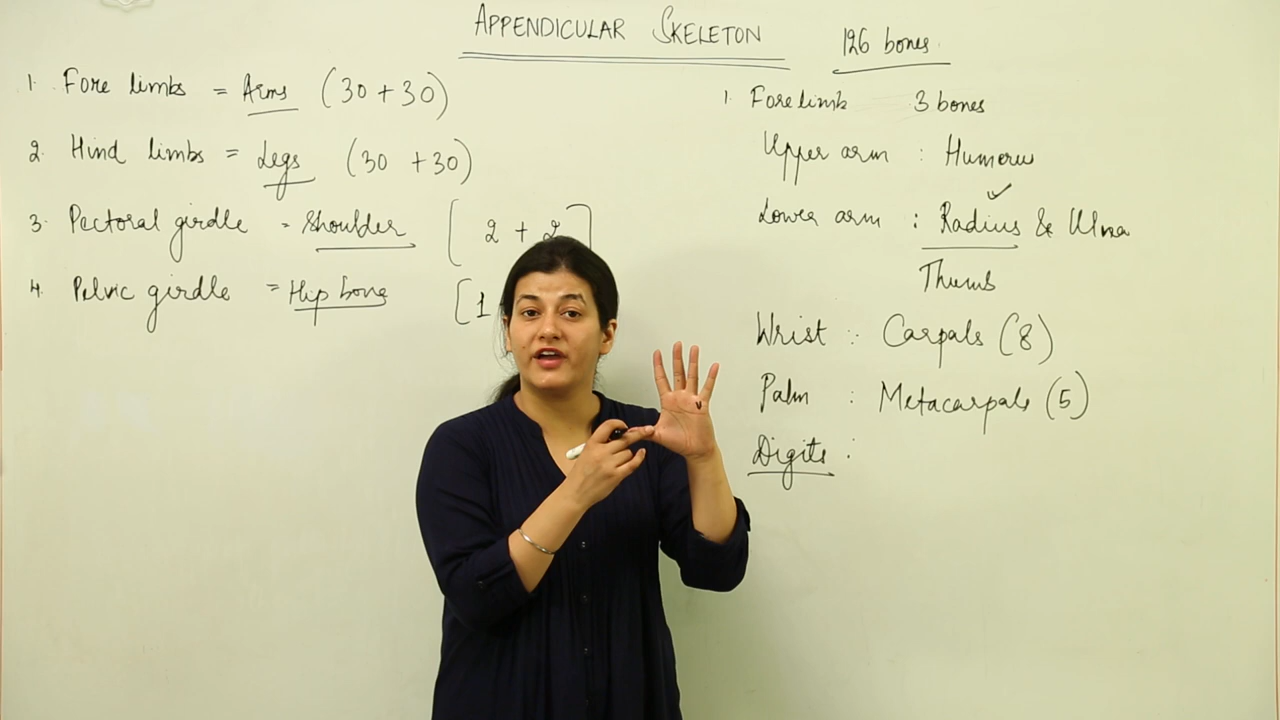 APPENDICULAR SKELETON
126 bones.
1. Fore limbs = Arms (30+30)
2. Hind limbs = Legs (30 +30)
3. Pectoral girdle = Shoulder [2 + 2]
4. Pelvic girdle = Hip bone [1
1. Forelimb 3 bones
Upper arm : Humerus
Lower arm : Radius & Ulna
Thumb
Wrist : Carpals (8)
Palm : Metacarpals (5)
Digits :